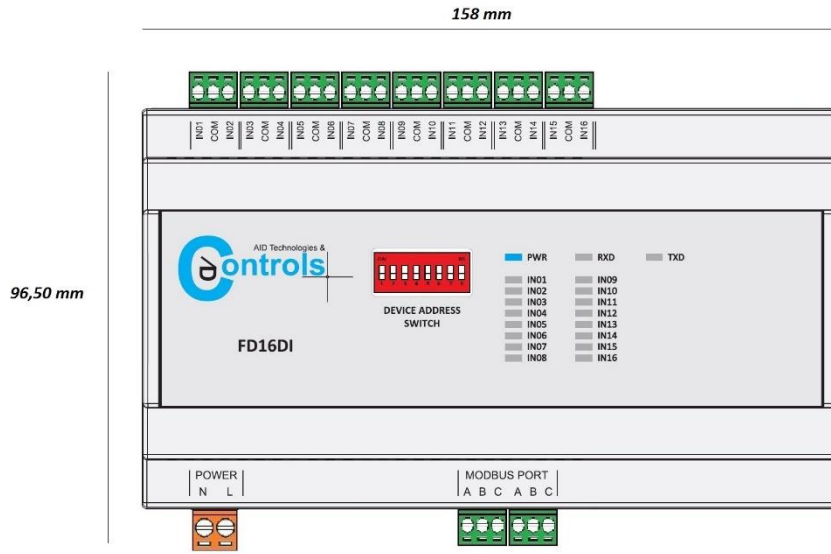 158 mm
96,50 mm
IN01 COM IN02 IN03 COM IN04 IN05 COM IN06 IN07 COM IN08 IN09 COM IN10 IN11 COM IN12 IN13 COM IN14 IN15 COM IN16
AID Technologies &
Controls
DEVICE ADDRESS
SWITCH
FD16DI
PWR RXD TXD
IN01 IN09
IN02 IN10
IN03 IN11
IN04 IN12
IN05 IN13
IN06 IN14
IN07 IN15
IN08 IN16
POWER
N L
MODBUS PORT
A B C A B C